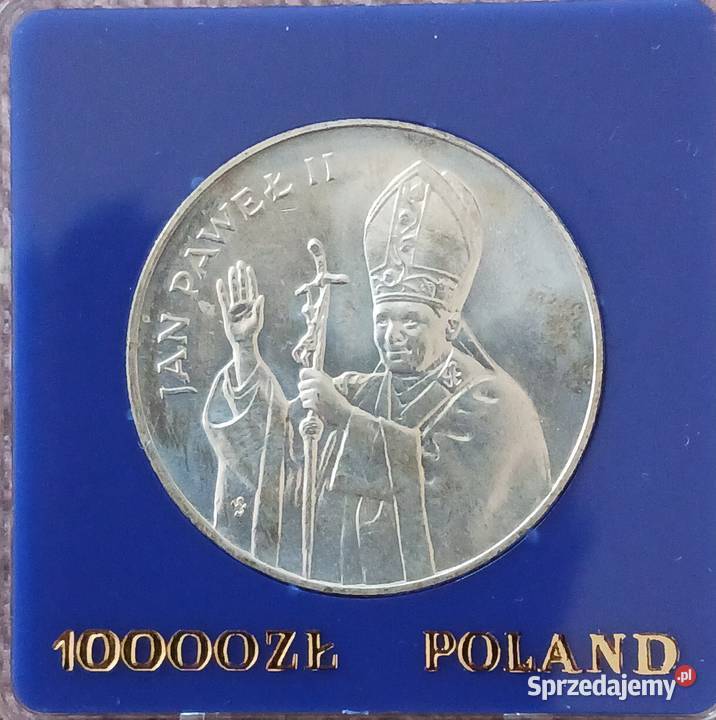 JAN PAWEŁ II
10000 ZŁ POLAND
Sprzedajemy.pl